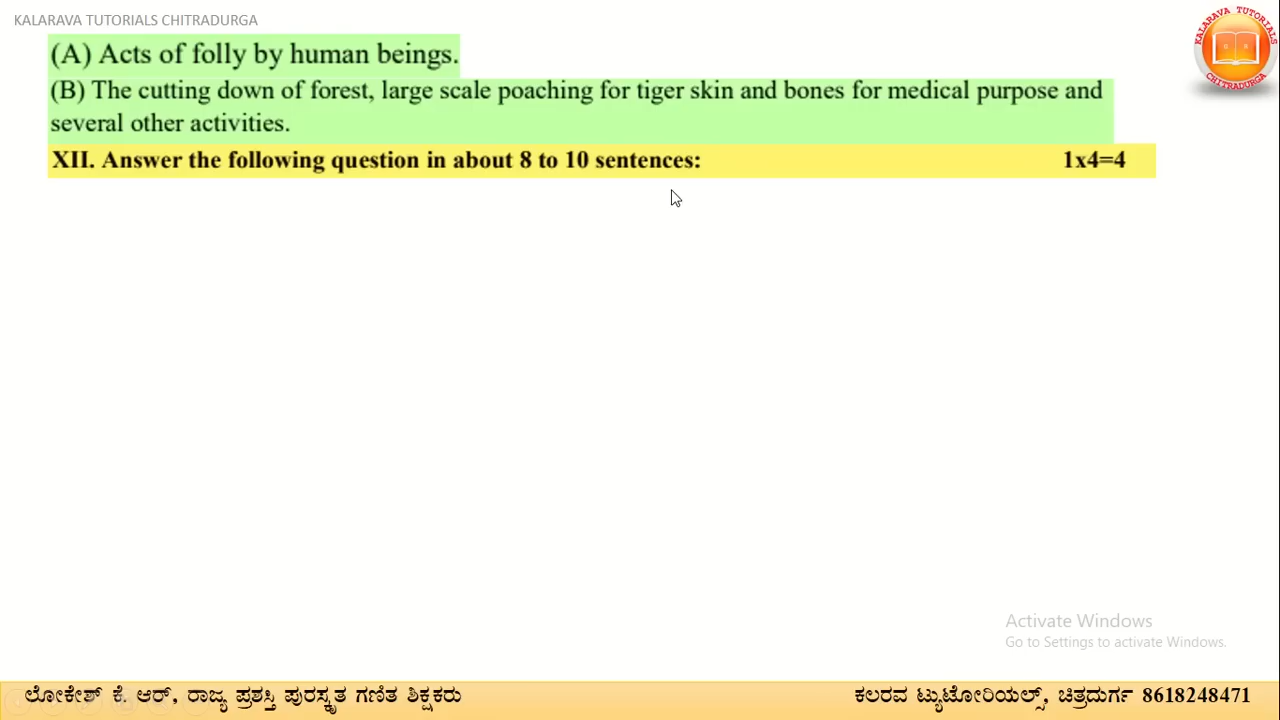 KALARAVA TUTORIALS CHITRADURGA
KALARAVA TUTORIALS
CHITRADURGA
(A) Acts of folly by human beings.
(B) The cutting down of forest, large scale poaching for tiger skin and bones for medical purpose and
several other activities.
XII. Answer the following question in about 8 to 10 sentences: 1x4=4
Activate Windows
Go to Settings to activate Windows.
ಲೋಕೇಶ್ ಕೆ. ಆರ್, ರಾಜ್ಯ ಪ್ರಶಸ್ತಿ ಪುರಸ್ಕೃತ ಗಣಿತ ಶಿಕ್ಷಕರು
ಕಲರವ ಟ್ಯುಟೋರಿಯಲ್ಸ್, ಚಿತ್ರದುರ್ಗ 8618248471